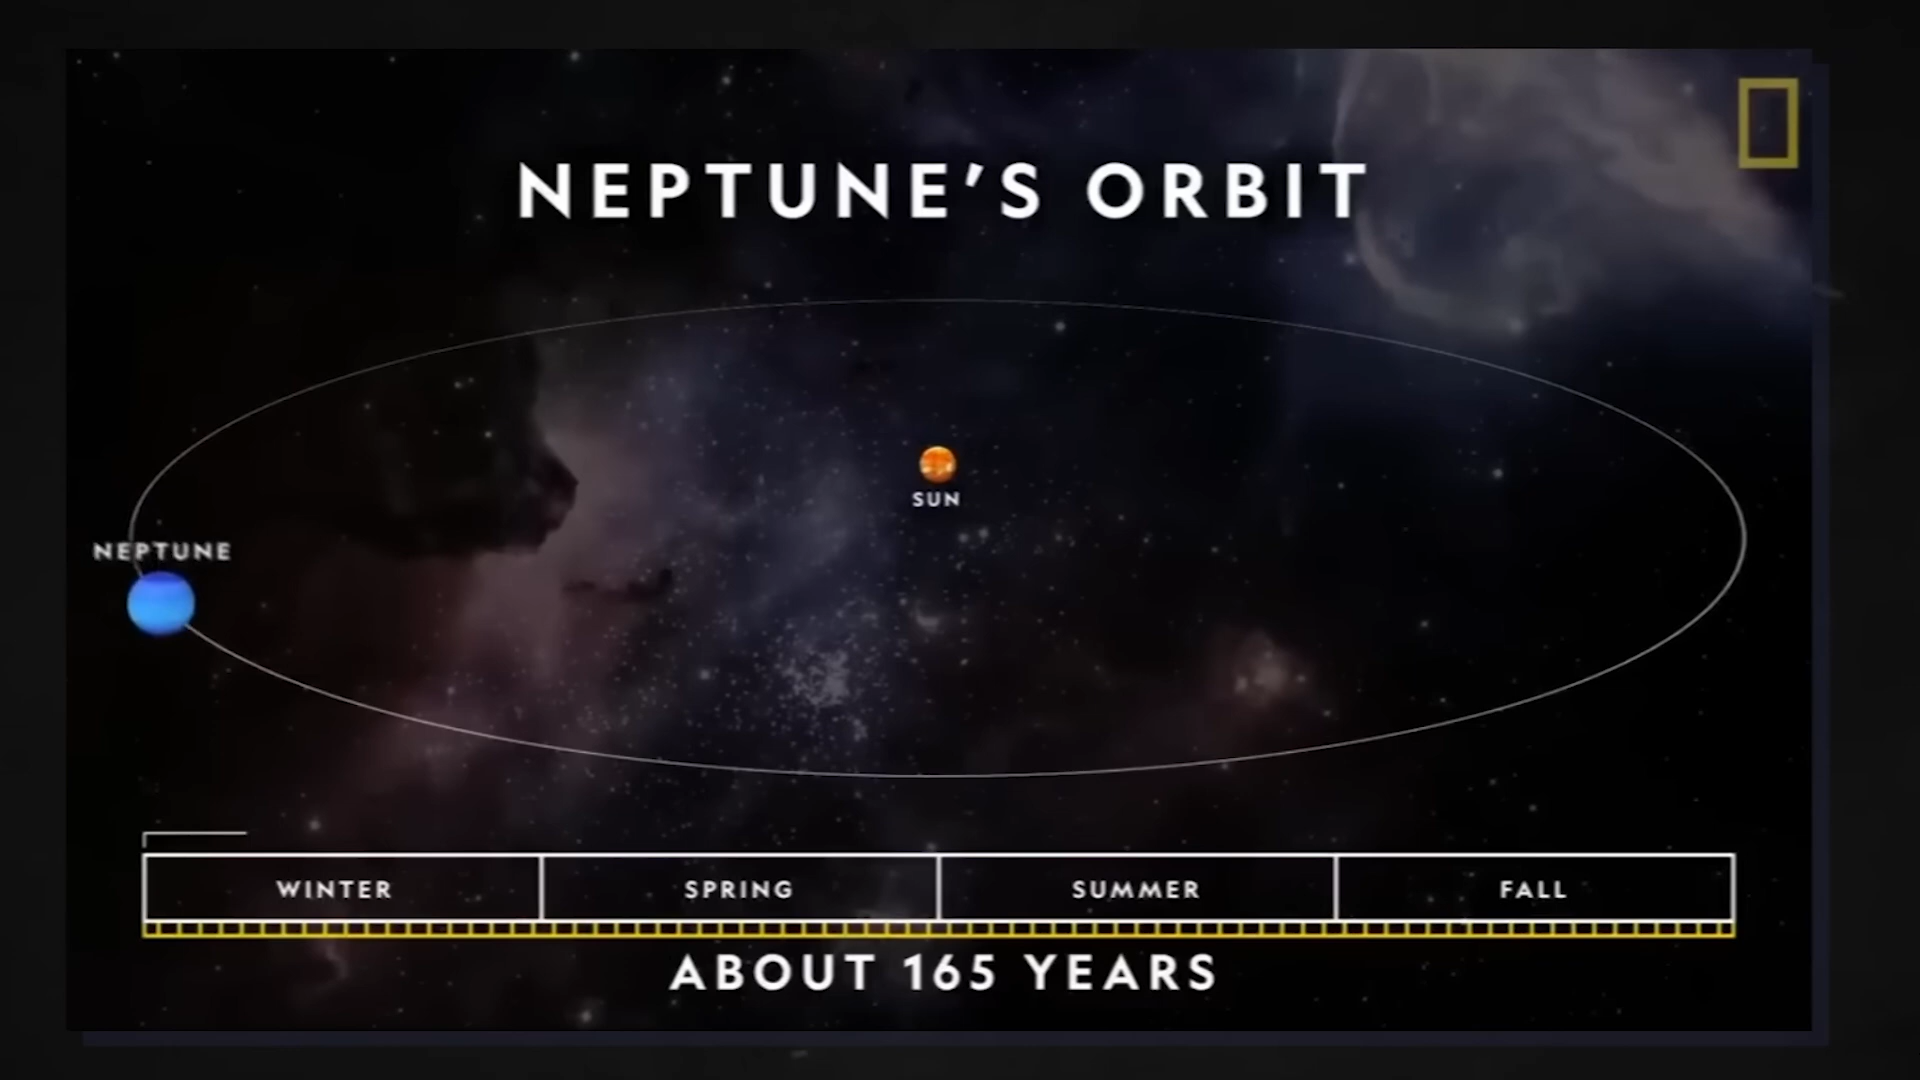 NEPTUNE'S ORBIT
SUN
NEPTUNE
WINTER SPRING SUMMER FALL
ABOUT 165 YEARS